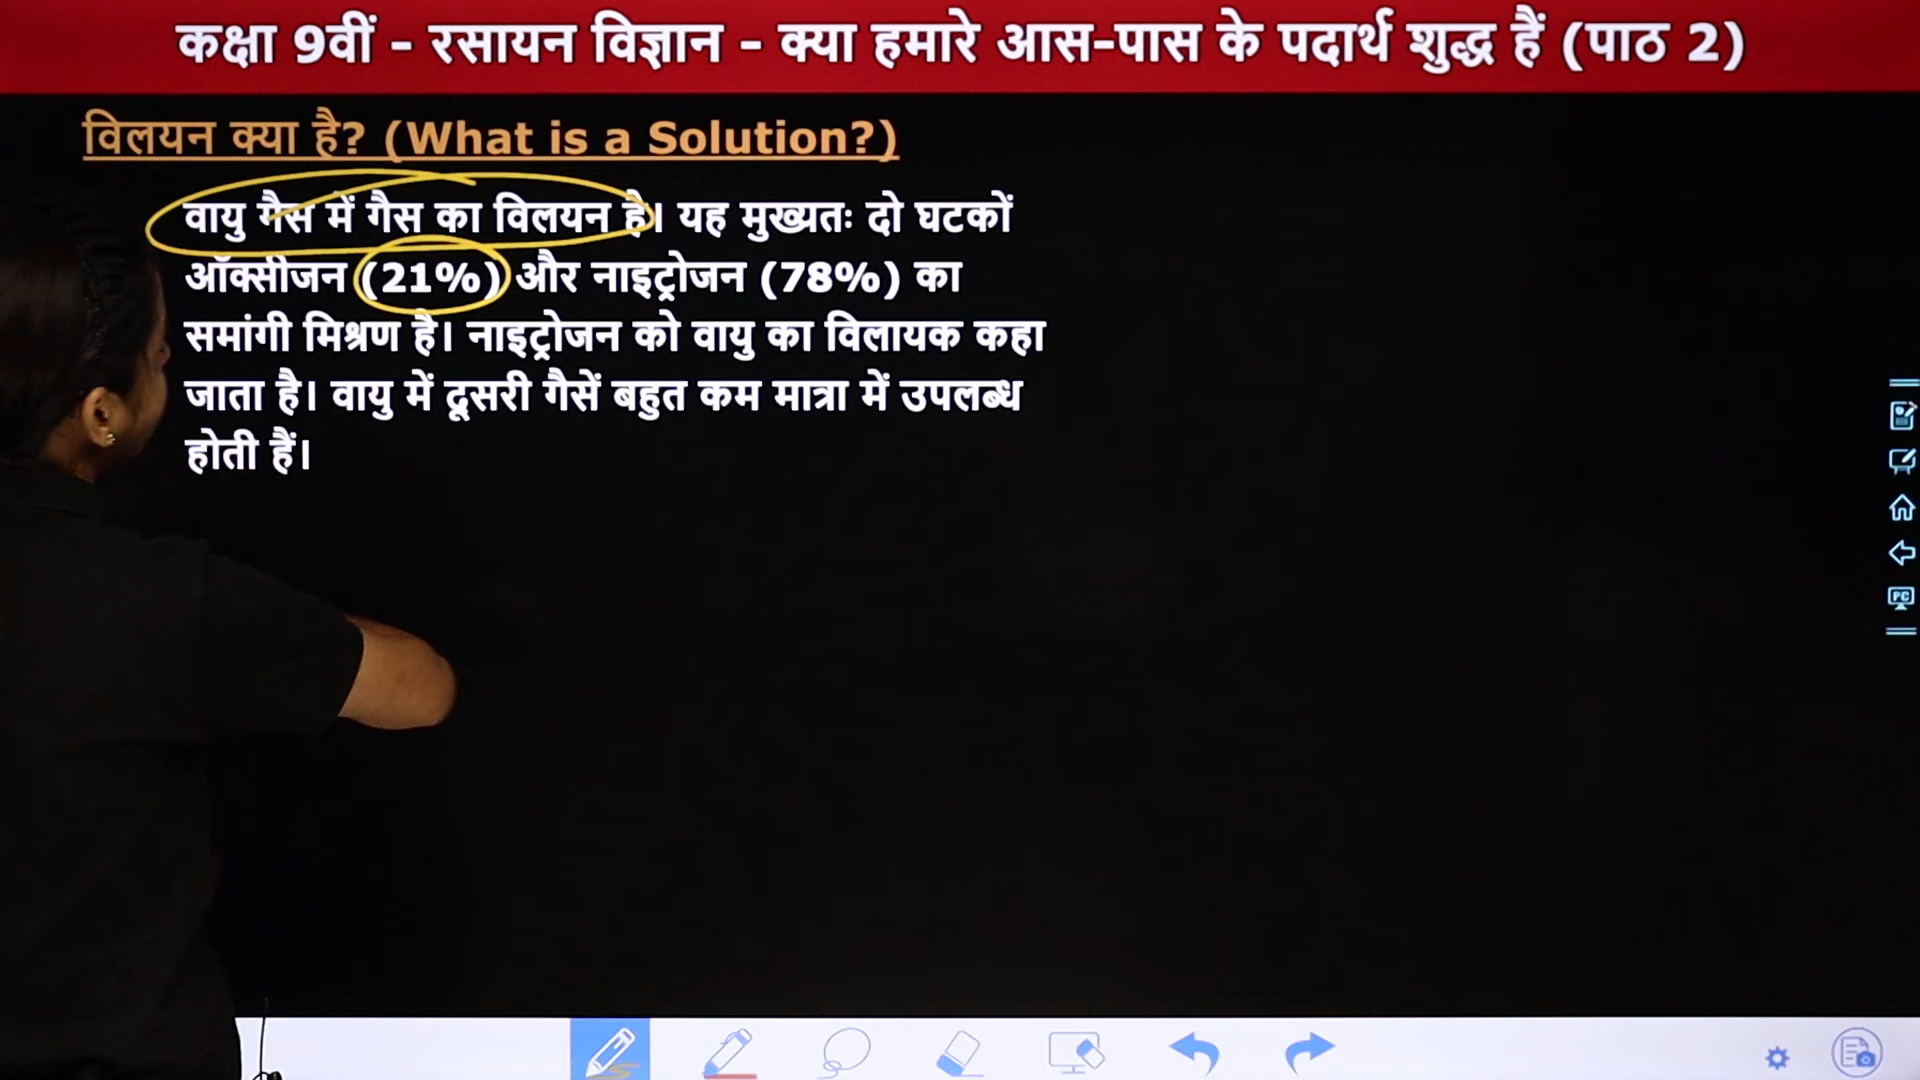 कक्षा 9वीं - रसायन विज्ञान - क्या हमारे आस-पास के पदार्थ शुद्ध हैं (पाठ 2)
विलयन क्या है? (What is a Solution?)
वायु गैस में गैस का विलयन है। यह मुख्यतः दो घटकों
ऑक्सीजन (21%) और नाइट्रोजन (78%) का
समांगी मिश्रण है। नाइट्रोजन को वायु का विलायक कहा
जाता है। वायु में दूसरी गैसें बहुत कम मात्रा में उपलब्ध
होती हैं।
PC